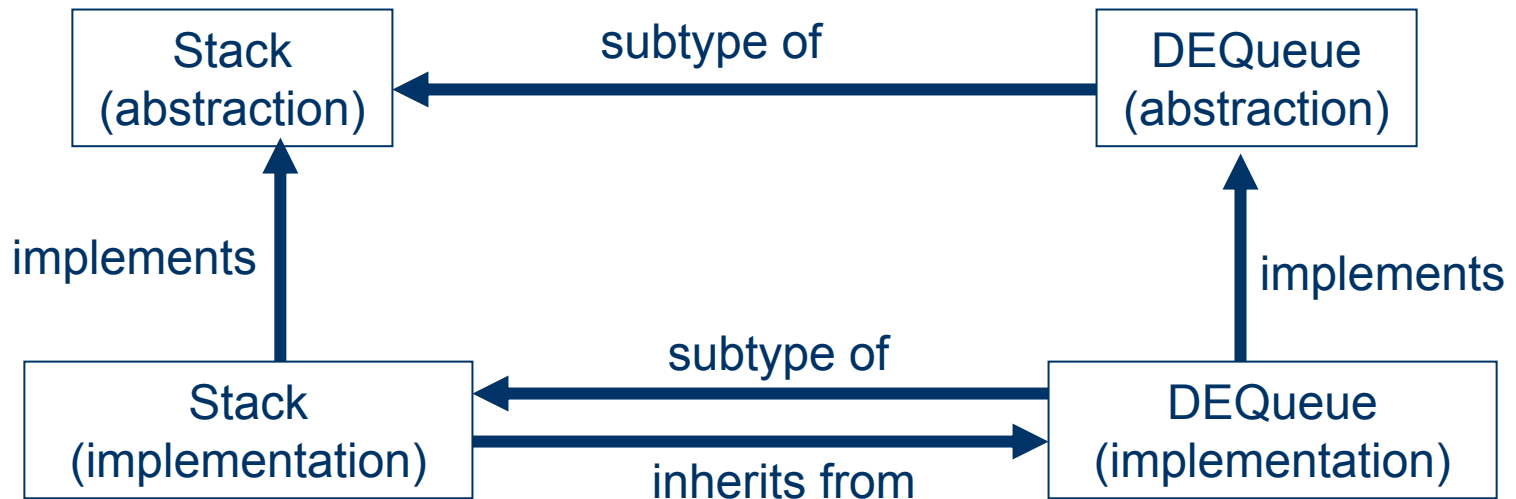 Stack
(abstraction)
subtype of
DEQueue
(abstraction)
implements
implements
subtype of
Stack
(implementation)
DEQueue
(implementation)
inherits from